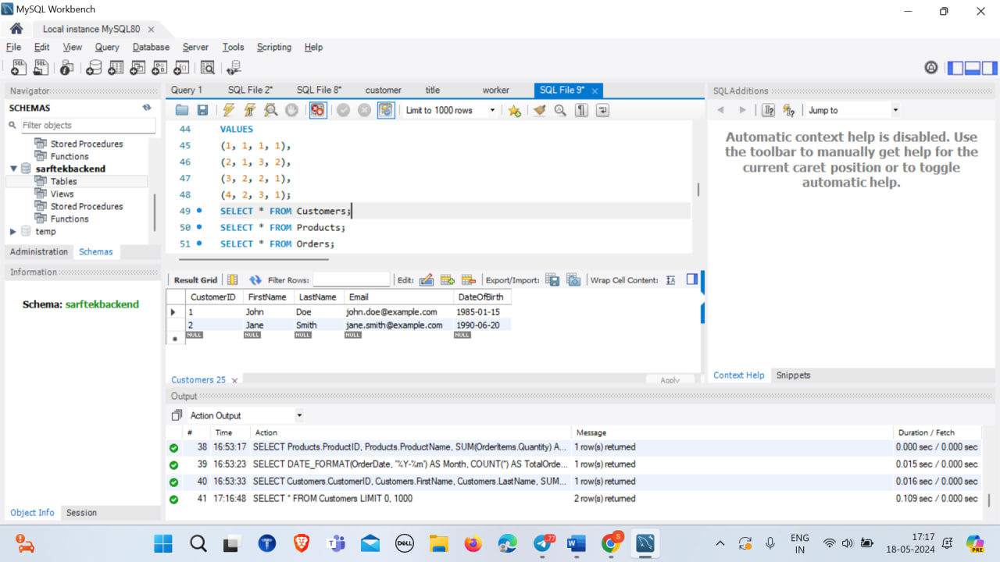 MySQL Workbench
Local instance MySQL80
File Edit View Query Database Server Tools Scripting Help
Navigator
SCHEMAS
Filter objects
Stored Procedures
Functions
sarftekbackend
Tables
Views
Stored Procedures
Functions
temp
Administration Schemas
Information
Schema: sarftekbackend
Object Info Session
Query 1 SQL File 2* SQL File 8* customer title worker SQL File 9*
Limit to 1000 rows
44 VALUES
45 (1, 1, 1, 1),
46 (2, 1, 3, 2),
47 (3, 2, 2, 1),
48 (4, 2, 3, 1);
49 SELECT * FROM Customers;
50 SELECT * FROM Products;
51 SELECT * FROM Orders;
Result Grid Filter Rows: Edit: Export/Import: Wrap Cell Content:
CustomerID FirstName LastName Email DateOfBirth
1 John Doe john.doe@example.com 1985-01-15
2 Jane Smith jane.smith@example.com 1990-06-20
NULL NULL NULL NULL NULL
Customers 25
Apply
SQLAdditions
Jump to
Automatic context help is disabled. Use
the toolbar to manually get help for the
current caret position or to toggle
automatic help.
Context Help Snippets
Output
Action Output
# Time Action Message Duration / Fetch
38 16:53:17 SELECT Products.ProductID, Products.ProductName, SUM(OrderItems.Quantity) A... 1 row(s) returned 0.000 sec / 0.000 sec
39 16:53:23 SELECT DATE_FORMAT(OrderDate, '%Y-%m') AS Month, COUNT(*) AS TotalOrde... 1 row(s) returned 0.015 sec / 0.000 sec
40 16:53:33 SELECT Customers.CustomerID, Customers.FirstName, Customers.LastName, SUM... 1 row(s) returned 0.016 sec / 0.000 sec
41 17:16:48 SELECT * FROM Customers LIMIT 0, 1000 2 row(s) returned 0.109 sec / 0.000 sec
DELL
77
S
ENG
IN
17:17
18-05-2024
PRE